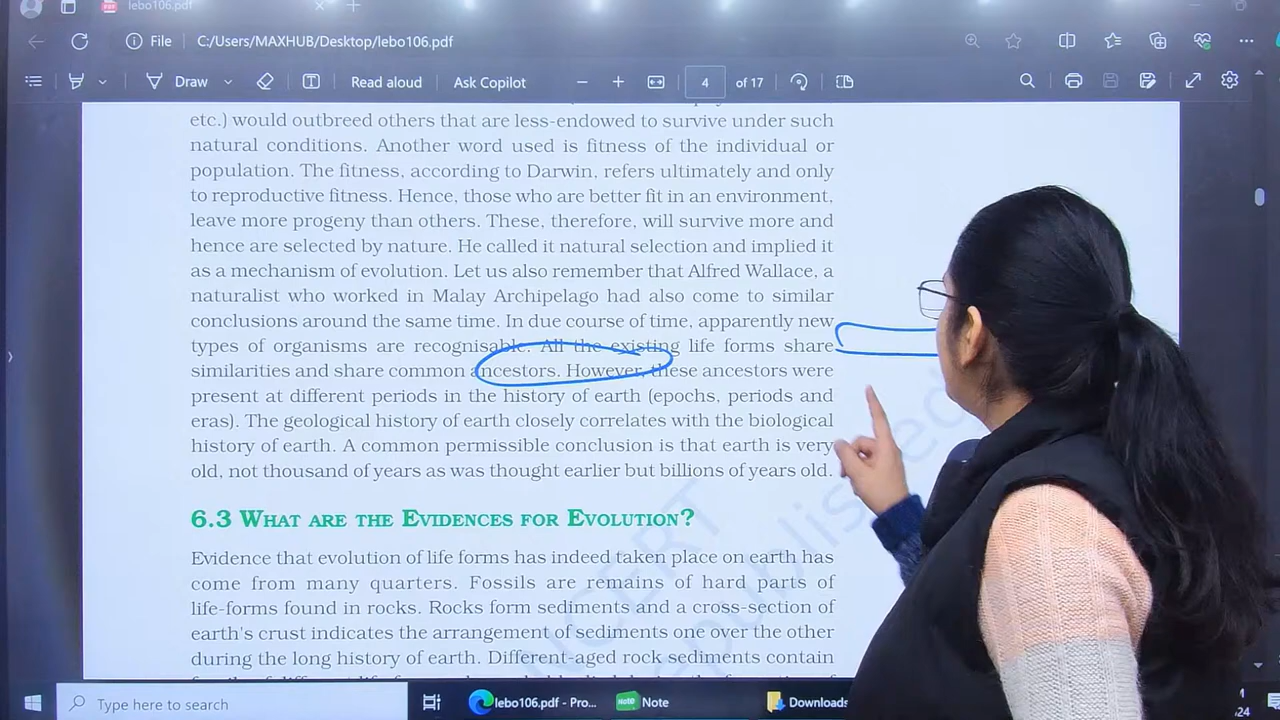 lebo106.pdf
File
C:/Users/MAXHUB/Desktop/lebo106.pdf
Draw
Read aloud
Ask Copilot
4
of 17
etc.) would outbreed others that are less-endowed to survive under such
natural conditions. Another word used is fitness of the individual or
population. The fitness, according to Darwin, refers ultimately and only
to reproductive fitness. Hence, those who are better fit in an environment,
leave more progeny than others. These, therefore, will survive more and
hence are selected by nature. He called it natural selection and implied it
as a mechanism of evolution. Let us also remember that Alfred Wallace, a
naturalist who worked in Malay Archipelago had also come to similar
conclusions around the same time. In due course of time, apparently new
types of organisms are recognisable. All the existing life forms share
similarities and share common ancestors. However, these ancestors were
present at different periods in the history of earth (epochs, periods and
eras). The geological history of earth closely correlates with the biological
history of earth. A common permissible conclusion is that earth is very
old, not thousand of years as was thought earlier but billions of years old.
6.3 WHAT ARE THE EVIDENCES FOR EVOLUTION?
Evidence that evolution of life forms has indeed taken place on earth has
come from many quarters. Fossils are remains of hard parts of
life-forms found in rocks. Rocks form sediments and a cross-section of
earth's crust indicates the arrangement of sediments one over the other
during the long history of earth. Different-aged rock sediments contain
NCERT
Type here to search
lebo106.pdf - Pro...
Note
Downloads